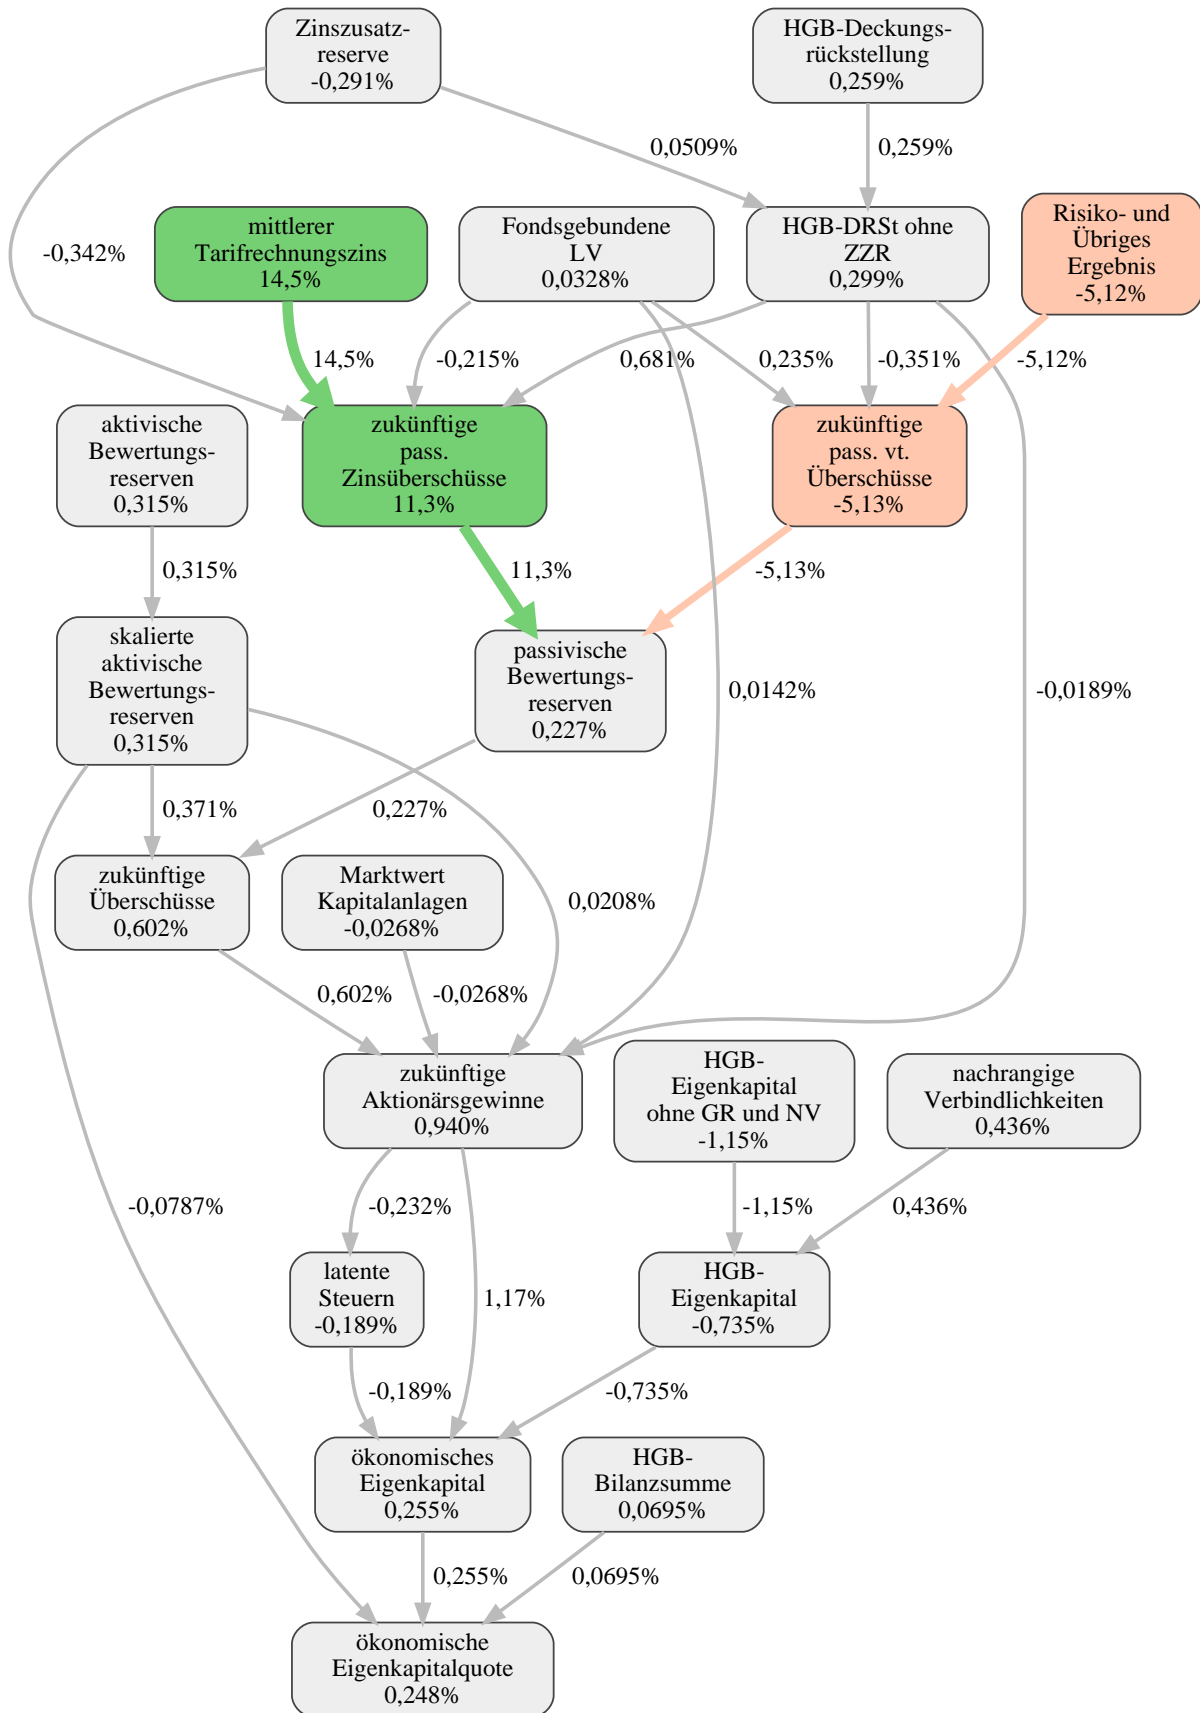 Zinszusatz-
reserve
-0,291%
HGB-Deckungs-
rückstellung
0,259%
0,0509%
0,259%
-0,342%
mittlerer
Tarifrechnungszins
14,5%
Fondsgebundene
LV
0,0328%
HGB-DRSt ohne
ZZR
0,299%
Risiko- und
Übriges
Ergebnis
-5,12%
14,5%
-0,215%
0,681%
0,235%
-0,351%
-5,12%
aktivische
Bewertungs-
reserven
0,315%
zukünftige
pass.
Zinsüberschüsse
11,3%
zukünftige
pass. vt.
Überschüsse
-5,13%
0,315%
11,3%
-5,13%
skalierte
aktivische
Bewertungs-
reserven
0,315%
passivische
Bewertungs-
reserven
0,227%
0,0142%
-0,0189%
0,371%
0,227%
zukünftige
Überschüsse
0,602%
Marktwert
Kapitalanlagen
-0,0268%
0,0208%
0,602%
-0,0268%
zukünftige
Aktionärsgewinne
0,940%
HGB-
Eigenkapital
ohne GR und NV
-1,15%
nachrangige
Verbindlichkeiten
0,436%
-0,0787%
-0,232%
-1,15%
0,436%
latente
Steuern
-0,189%
1,17%
HGB-
Eigenkapital
-0,735%
-0,189%
-0,735%
ökonomisches
Eigenkapital
0,255%
HGB-
Bilanzsumme
0,0695%
0,255%
0,0695%
ökonomische
Eigenkapitalquote
0,248%